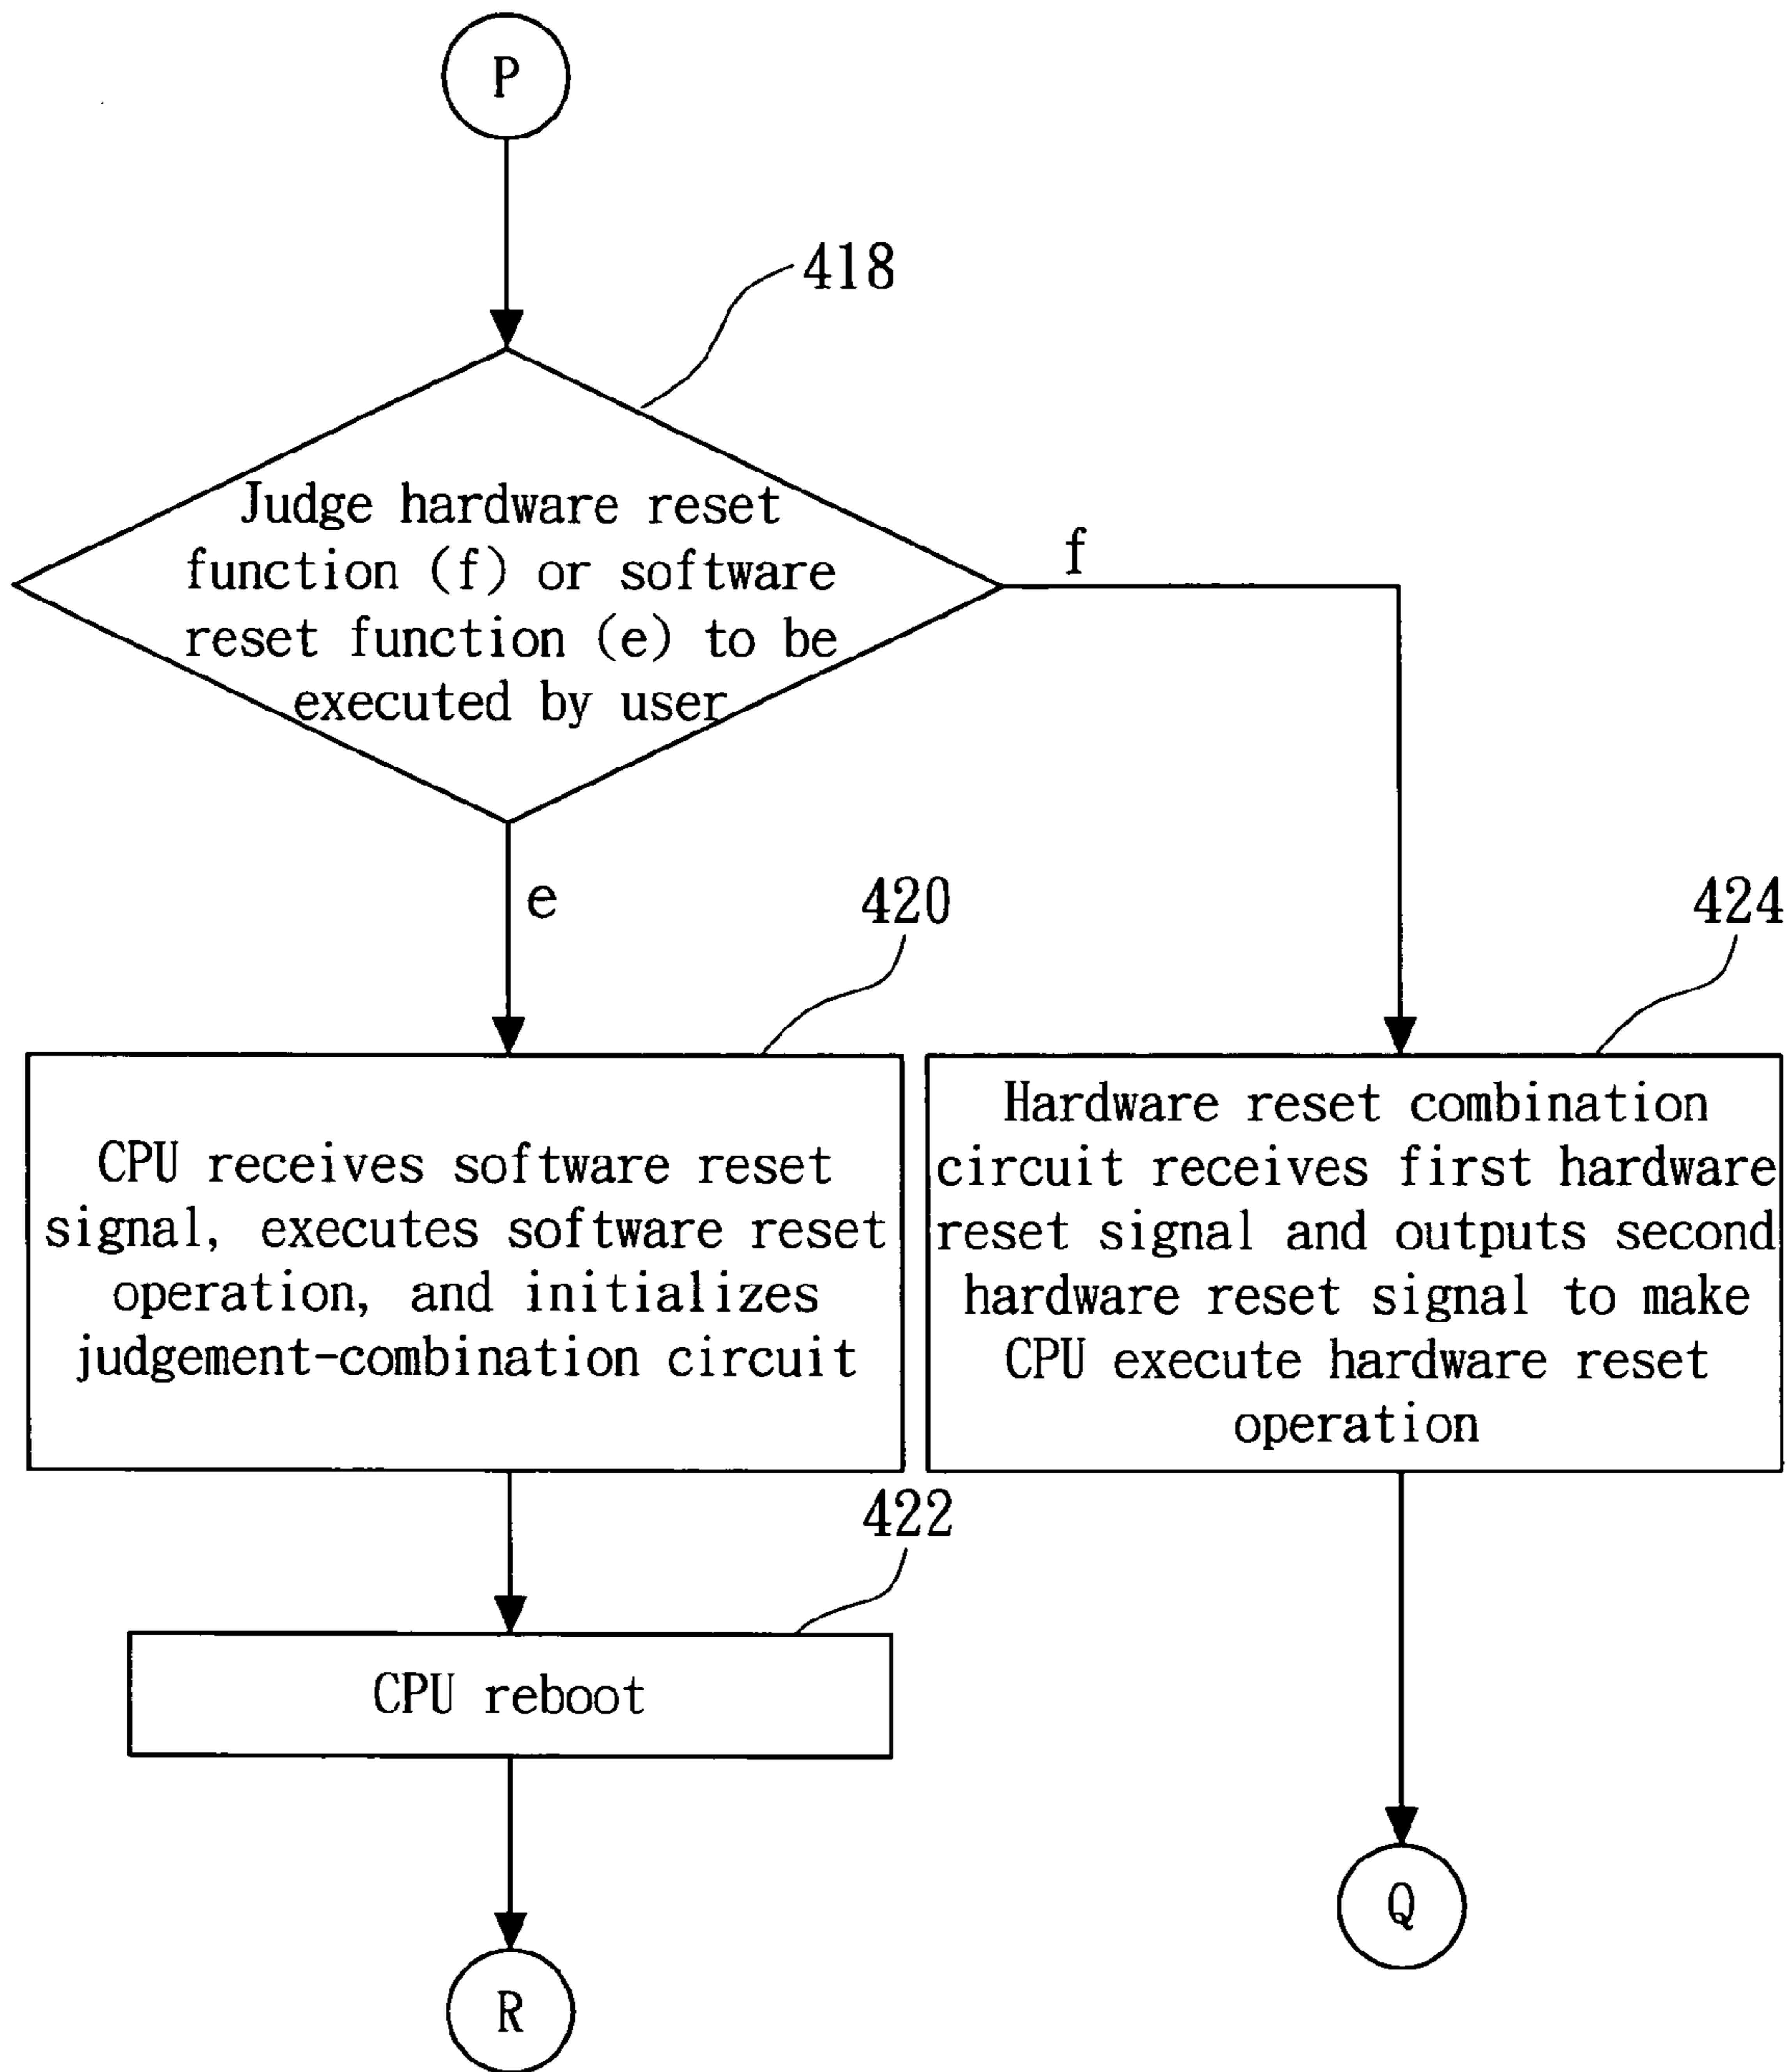 P
418
Judge hardware reset
function (f) or software
reset function (e) to be
executed by user
f
e
420
424
CPU receives software reset
signal, executes software reset
operation, and initializes
judgement-combination circuit
Hardware reset combination
circuit receives first hardware
reset signal and outputs second
hardware reset signal to make
CPU execute hardware reset
operation
422
CPU reboot
Q
R